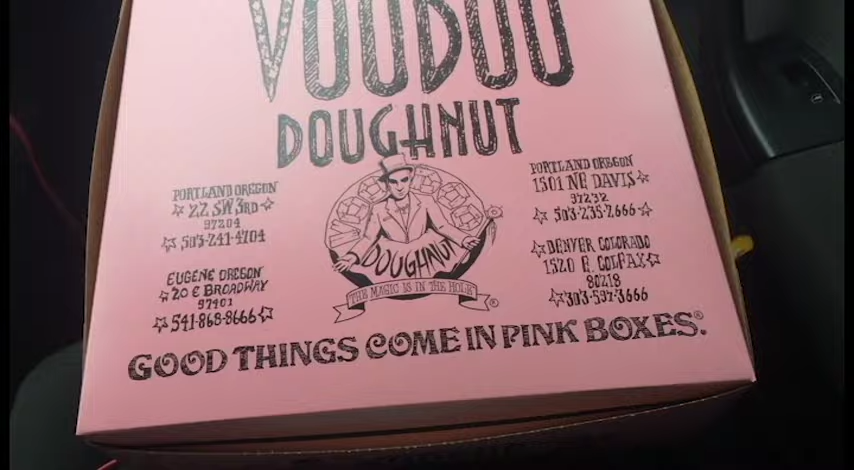 VOODOO
DOUGHNUT
PORTLAND OREGON
22 SW 3RD
97204
503-241-4704
EUGENE OREGON
20 E BROADWAY
97401
541-868-8666
PORTLAND OREGON
1501 NE DAVIS
97232
503-235-2666
DENVER COLORADO
1520 E. COLFAX
80218
303-597-3666
DOUGHNUT
THE MAGIC IS IN THE HOLE
®
GOOD THINGS COME IN PINK BOXES.®